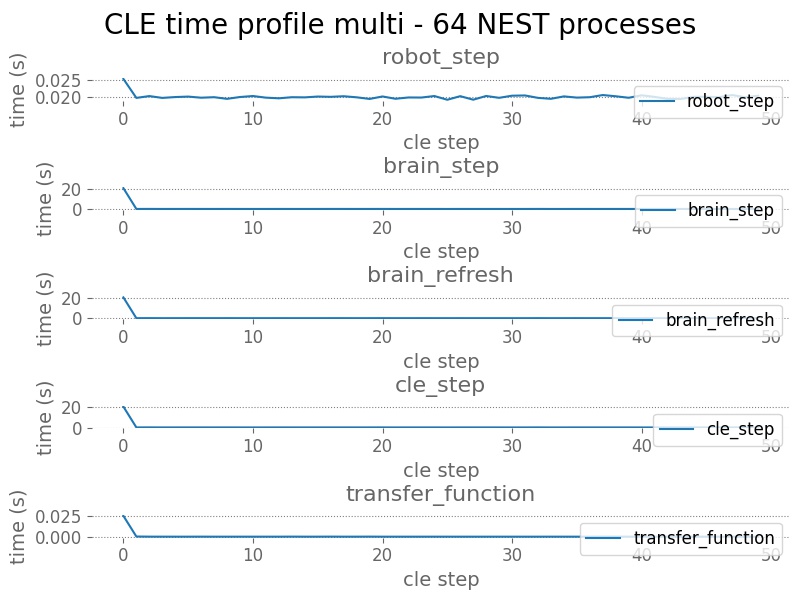 CLE time profile multi - 64 NEST processes
robot_step
time (s)
0.025
0.020
robot_step
0 10 20 30 40 50
cle step
brain_step
time (s)
20
0
brain_step
0 10 20 30 40 50
cle step
brain_refresh
time (s)
20
0
brain_refresh
0 10 20 30 40 50
cle step
cle_step
time (s)
20
0
cle_step
0 10 20 30 40 50
cle step
transfer_function
time (s)
0.025
0.000
transfer_function
0 10 20 30 40 50
cle step